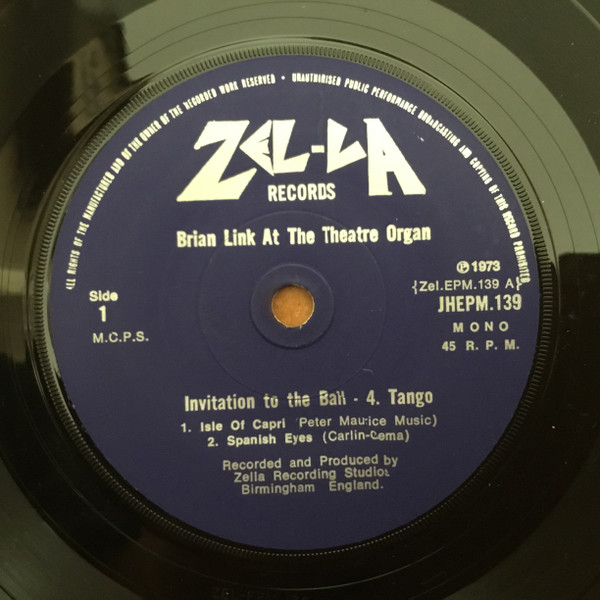 ALL RIGHTS OF THE MANUFACTURER AND OF THE OWNER OF THE RECORDED WORK RESERVED • UNAUTHORISED PUBLIC PERFORMANCE BROADCASTING AND COPYING OF THIS RECORD PROHIBITED
ZEL-LA
RECORDS
Brian Link At The Theatre Organ
Side
1
M.C.P.S.
℗ 1973
{Zel.EPM.139 A}
JHEPM.139
MONO
45 R. P. M.
Invitation to the Ball - 4. Tango
1. Isle Of Capri (Peter Maurice Music)
2. Spanish Eyes (Carlin-Gema)
Recorded and Produced by
Zella Recording Studios
Birmingham England.